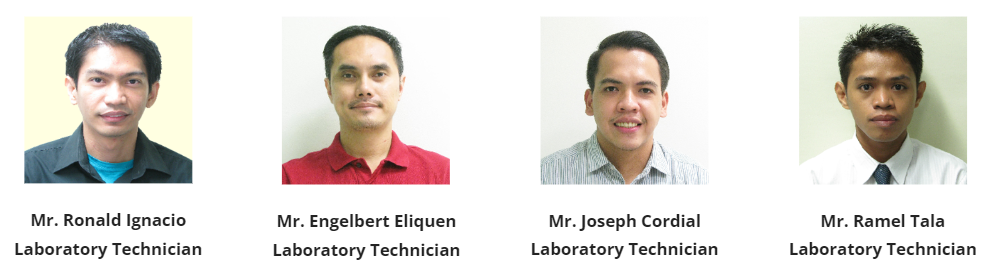 Mr. Ronald Ignacio
Laboratory Technician
Mr. Engelbert Eliquen
Laboratory Technician
Mr. Joseph Cordial
Laboratory Technician
Mr. Ramel Tala
Laboratory Technician